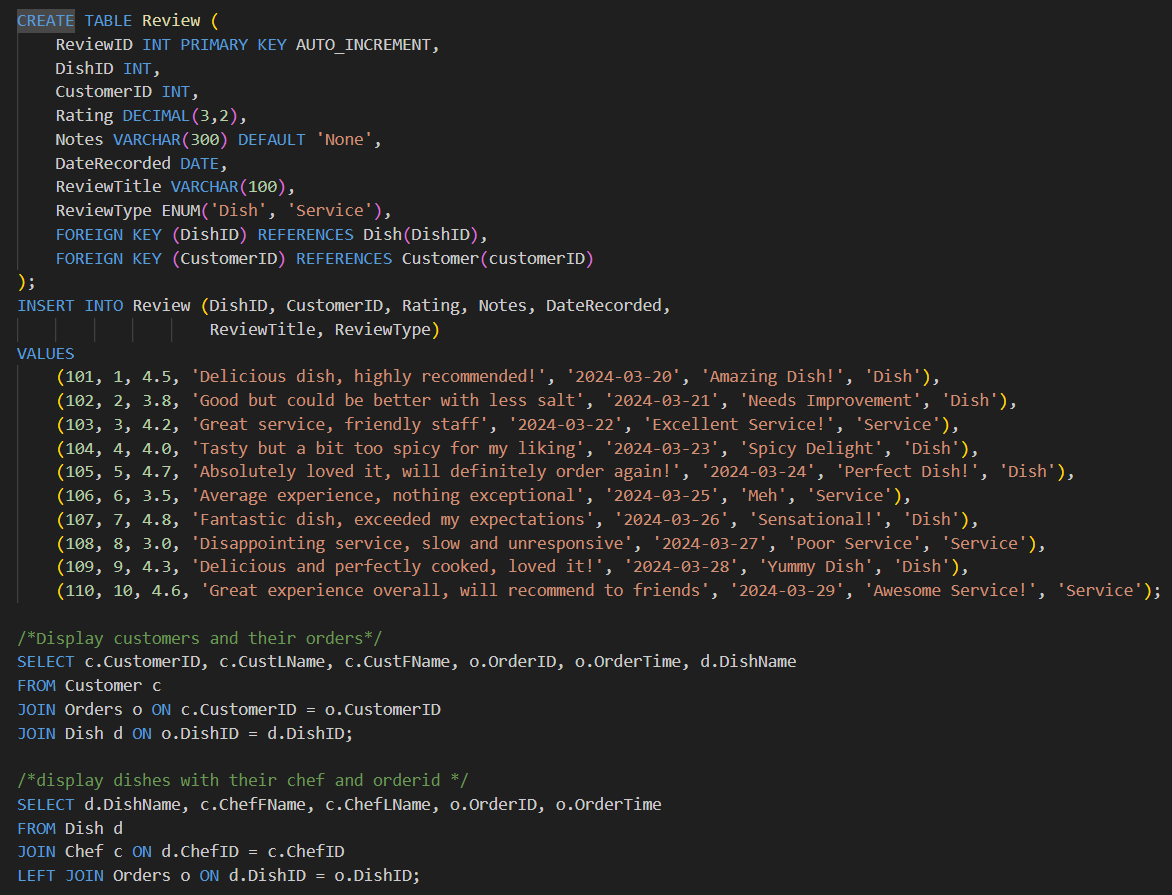 CREATE TABLE Review (
    ReviewID INT PRIMARY KEY AUTO_INCREMENT,
    DishID INT,
    CustomerID INT,
    Rating DECIMAL(3,2),
    Notes VARCHAR(300) DEFAULT 'None',
    DateRecorded DATE,
    ReviewTitle VARCHAR(100),
    ReviewType ENUM('Dish', 'Service'),
    FOREIGN KEY (DishID) REFERENCES Dish(DishID),
    FOREIGN KEY (CustomerID) REFERENCES Customer(customerID)
);
INSERT INTO Review (DishID, CustomerID, Rating, Notes, DateRecorded,
                    ReviewTitle, ReviewType)
VALUES
    (101, 1, 4.5, 'Delicious dish, highly recommended!', '2024-03-20', 'Amazing Dish!', 'Dish'),
    (102, 2, 3.8, 'Good but could be better with less salt', '2024-03-21', 'Needs Improvement', 'Dish'),
    (103, 3, 4.2, 'Great service, friendly staff', '2024-03-22', 'Excellent Service!', 'Service'),
    (104, 4, 4.0, 'Tasty but a bit too spicy for my liking', '2024-03-23', 'Spicy Delight', 'Dish'),
    (105, 5, 4.7, 'Absolutely loved it, will definitely order again!', '2024-03-24', 'Perfect Dish!', 'Dish'),
    (106, 6, 3.5, 'Average experience, nothing exceptional', '2024-03-25', 'Meh', 'Service'),
    (107, 7, 4.8, 'Fantastic dish, exceeded my expectations', '2024-03-26', 'Sensational!', 'Dish'),
    (108, 8, 3.0, 'Disappointing service, slow and unresponsive', '2024-03-27', 'Poor Service', 'Service'),
    (109, 9, 4.3, 'Delicious and perfectly cooked, loved it!', '2024-03-28', 'Yummy Dish', 'Dish'),
    (110, 10, 4.6, 'Great experience overall, will recommend to friends', '2024-03-29', 'Awesome Service!', 'Service');

/*Display customers and their orders*/
SELECT c.CustomerID, c.CustLName, c.CustFName, o.OrderID, o.OrderTime, d.DishName
FROM Customer c
JOIN Orders o ON c.CustomerID = o.CustomerID
JOIN Dish d ON o.DishID = d.DishID;

/*display dishes with their chef and orderid */
SELECT d.DishName, c.ChefFName, c.ChefLName, o.OrderID, o.OrderTime
FROM Dish d
JOIN Chef c ON d.ChefID = c.ChefID
LEFT JOIN Orders o ON d.DishID = o.DishID;